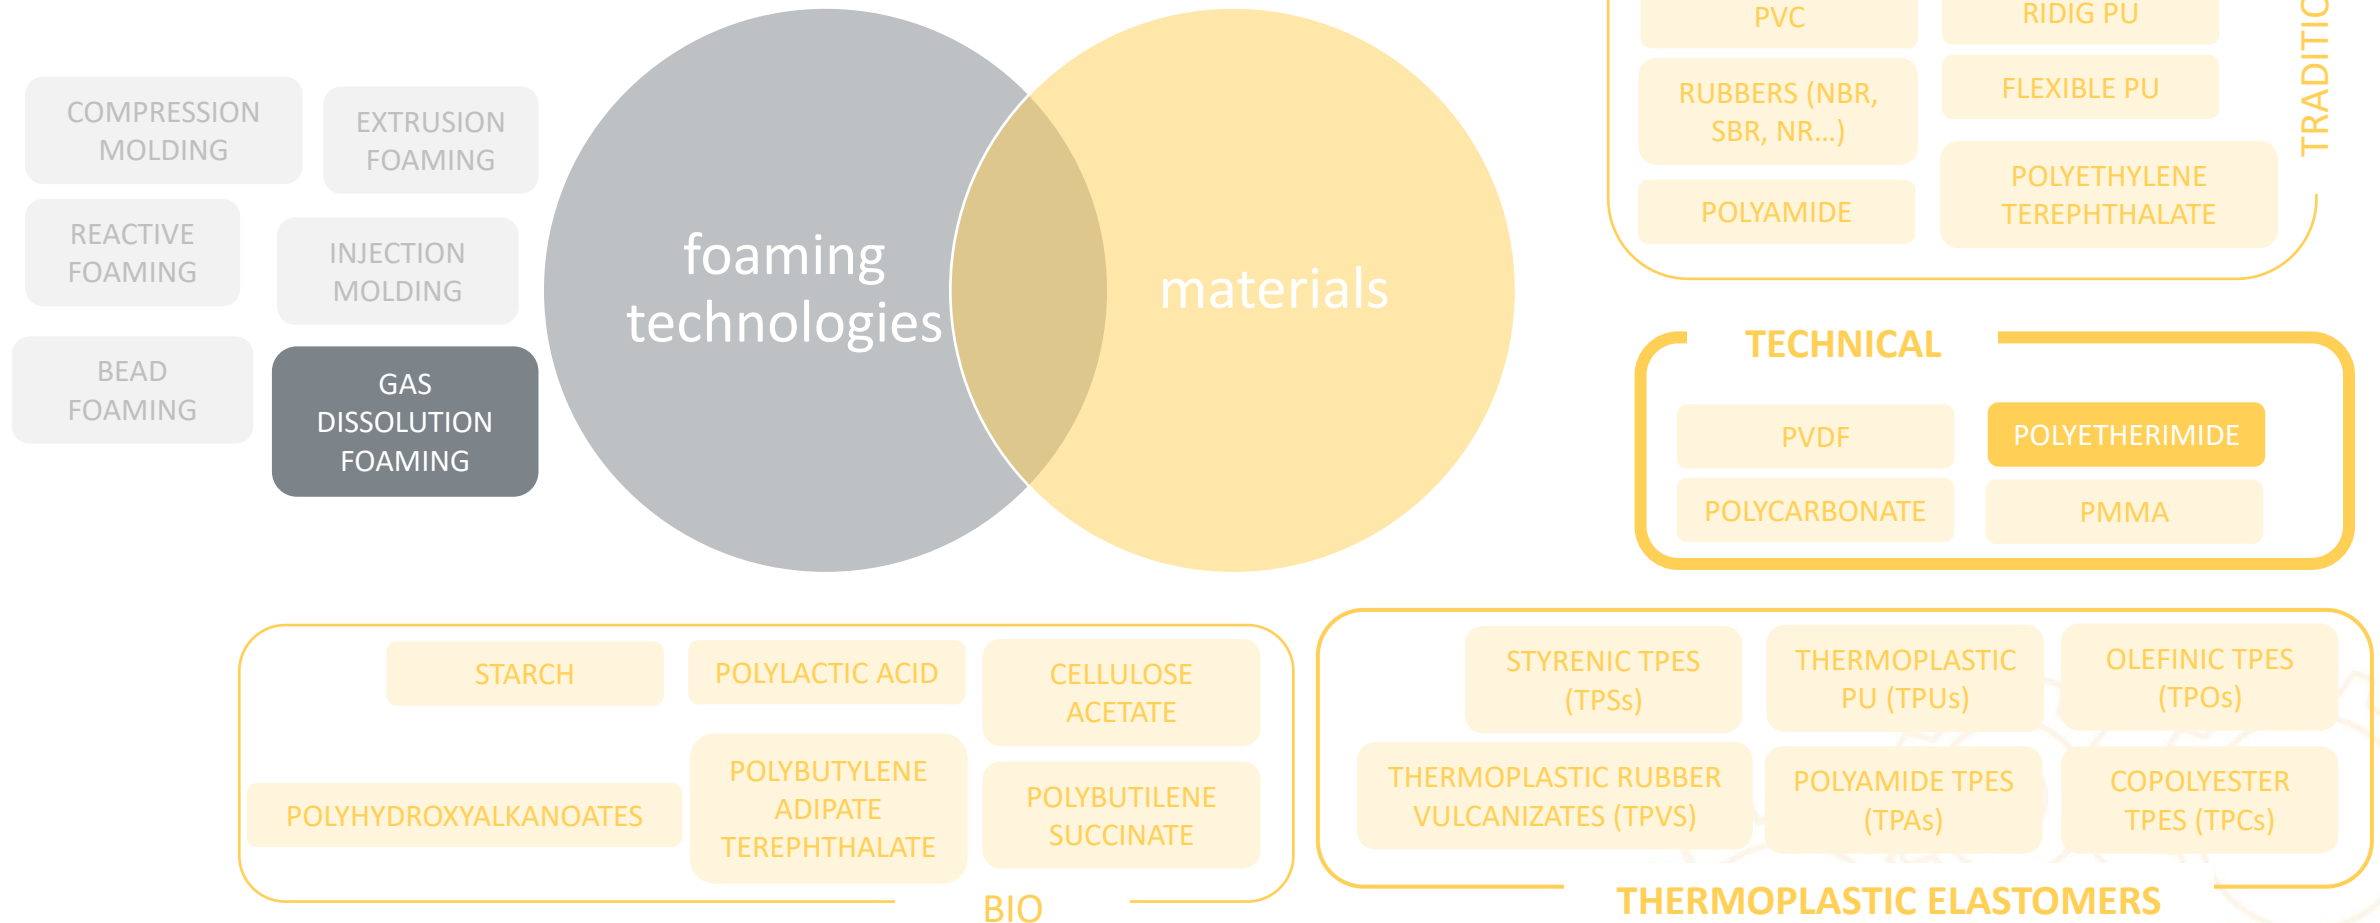 COMPRESSION
MOLDING
EXTRUSION
FOAMING
REACTIVE
FOAMING
INJECTION
MOLDING
BEAD
FOAMING
GAS
DISSOLUTION
FOAMING
foaming
technologies
materials
PVC
RIDIG PU
RUBBERS (NBR,
SBR, NR...)
FLEXIBLE PU
POLYAMIDE
POLYETHYLENE
TEREPHTHALATE
TECHNICAL
PVDF
POLYETHERIMIDE
POLYCARBONATE
PMMA
STARCH
POLYLACTIC ACID
CELLULOSE
ACETATE
POLYHYDROXYALKANOATES
POLYBUTYLENE
ADIPATE
TEREPHTHALATE
POLYBUTILENE
SUCCINATE
BIO
STYRENIC TPES
(TPSs)
THERMOPLASTIC
PU (TPUs)
OLEFINIC TPES
(TPOs)
THERMOPLASTIC RUBBER
VULCANIZATES (TPVS)
POLYAMIDE TPES
(TPAs)
COPOLYESTER
TPES (TPCs)
THERMOPLASTIC ELASTOMERS